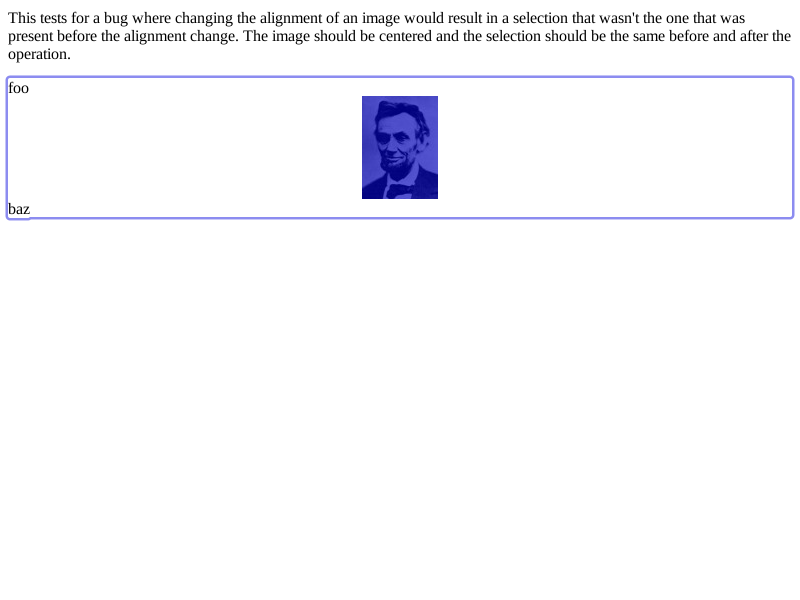 This tests for a bug where changing the alignment of an image would result in a selection that wasn't the one that was
present before the alignment change. The image should be centered and the selection should be the same before and after the
operation.
foo
baz